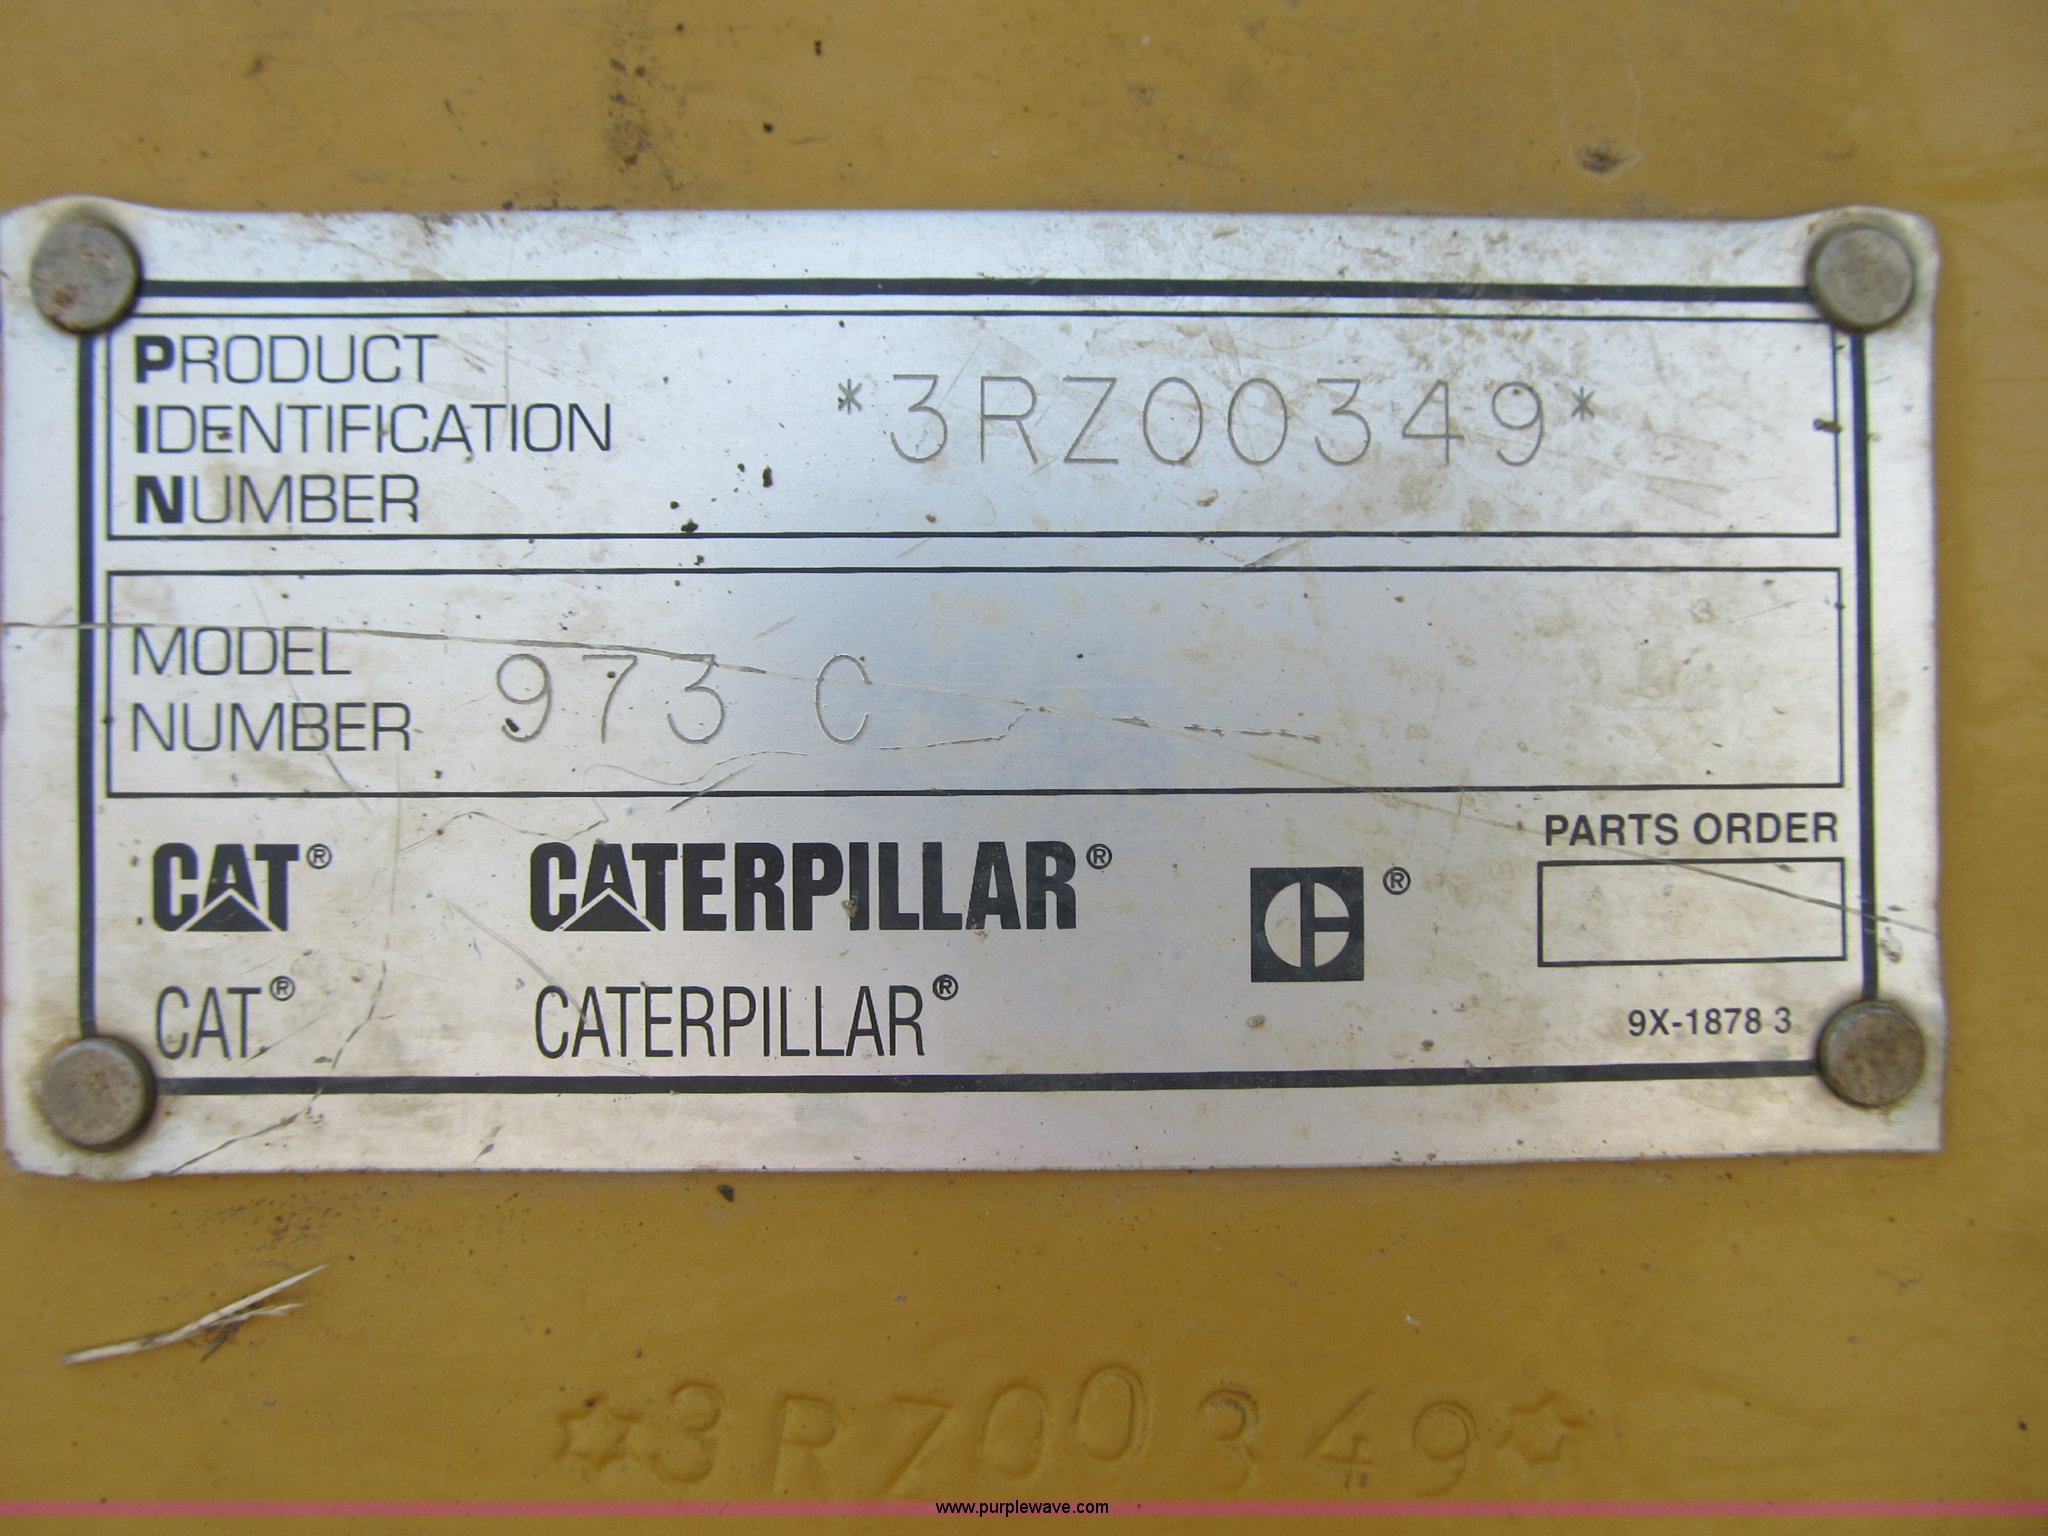 PRODUCT
IDENTIFICATION
NUMBER
*3RZ00349*
MODEL
NUMBER
973 C
CAT®
CATERPILLAR®
®
PARTS ORDER
CAT®
CATERPILLAR®
9X-1878 3
☆3RZ00349☆
www.purplewave.com